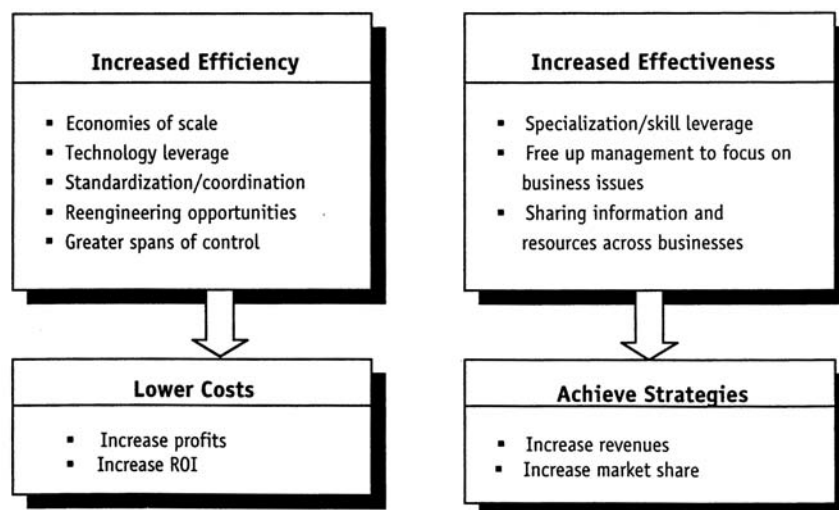 Increased Efficiency
▪ Economies of scale
▪ Technology leverage
▪ Standardization/coordination
▪ Reengineering opportunities
▪ Greater spans of control
Lower Costs
▪ Increase profits
▪ Increase ROI
Increased Effectiveness
▪ Specialization/skill leverage
▪ Free up management to focus on
business issues
▪ Sharing information and
resources across businesses
Achieve Strategies
▪ Increase revenues
▪ Increase market share